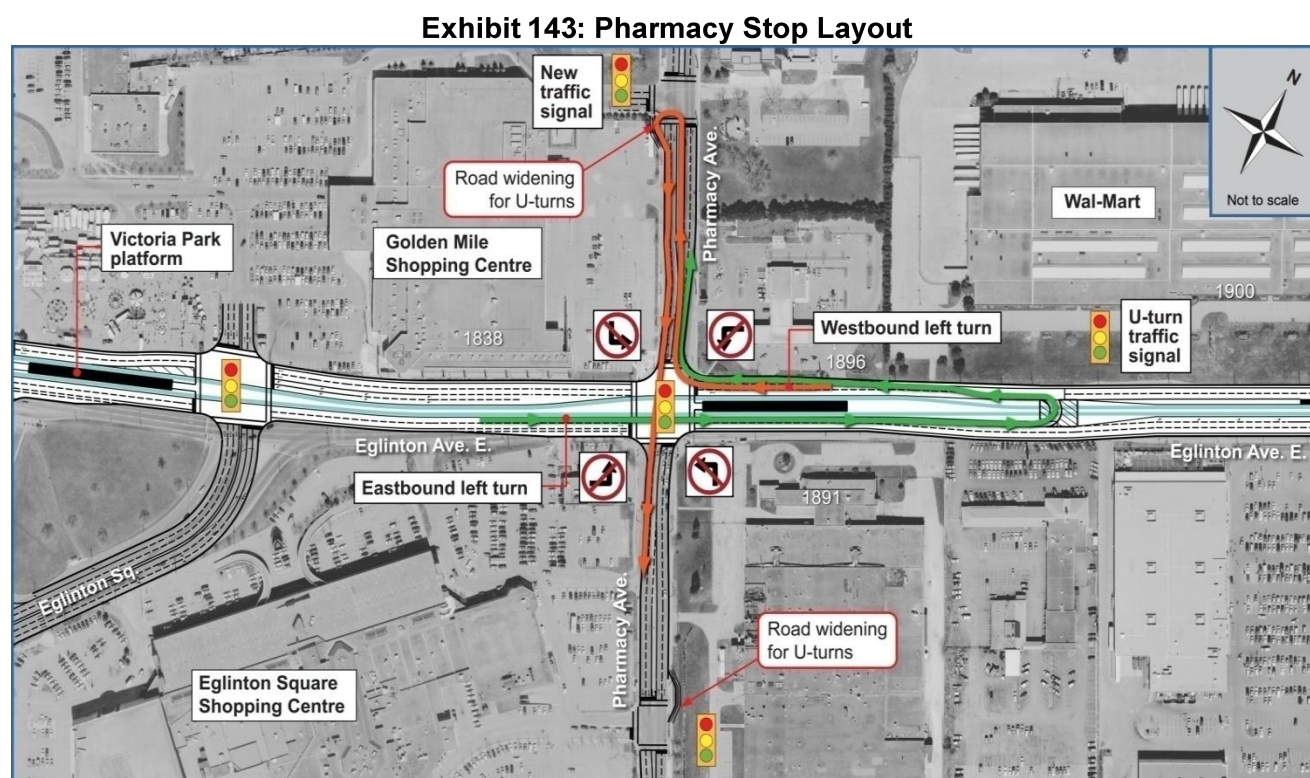 Exhibit 143: Pharmacy Stop Layout
New
traffic
signal
N
Not to scale
Road widening
for U-turns
Pharmacy Ave.
Wal-Mart
Victoria Park
platform
Golden Mile
Shopping Centre
1838
1900
Westbound left turn
1896
U-turn
traffic
signal
Eglinton Ave. E.
Eglinton Ave. E.
Eastbound left turn
1891
Eglinton Sq.
Pharmacy Ave.
Road widening
for U-turns
Eglinton Square
Shopping Centre